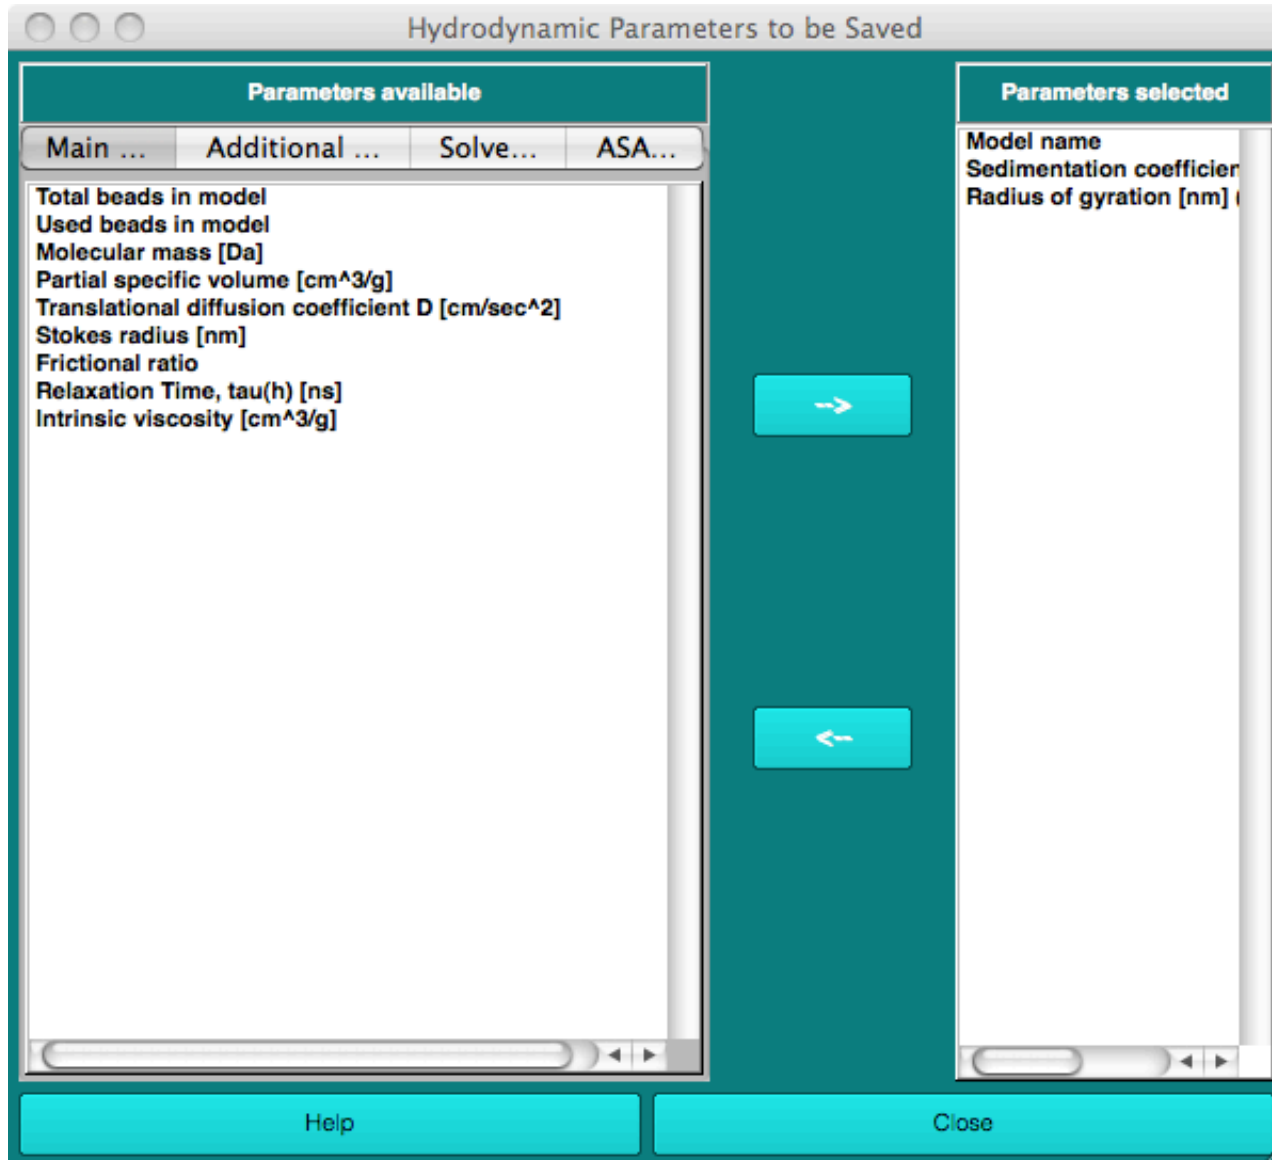 Hydrodynamic Parameters to be Saved
Parameters available
Main ...
Additional ...
Solve...
ASA...
Total beads in model
Used beads in model
Molecular mass [Da]
Partial specific volume [cm^3/g]
Translational diffusion coefficient D [cm/sec^2]
Stokes radius [nm]
Frictional ratio
Relaxation Time, tau(h) [ns]
Intrinsic viscosity [cm^3/g]
-->
<--
Parameters selected
Model name
Sedimentation coefficien
Radius of gyration [nm] (
Help
Close